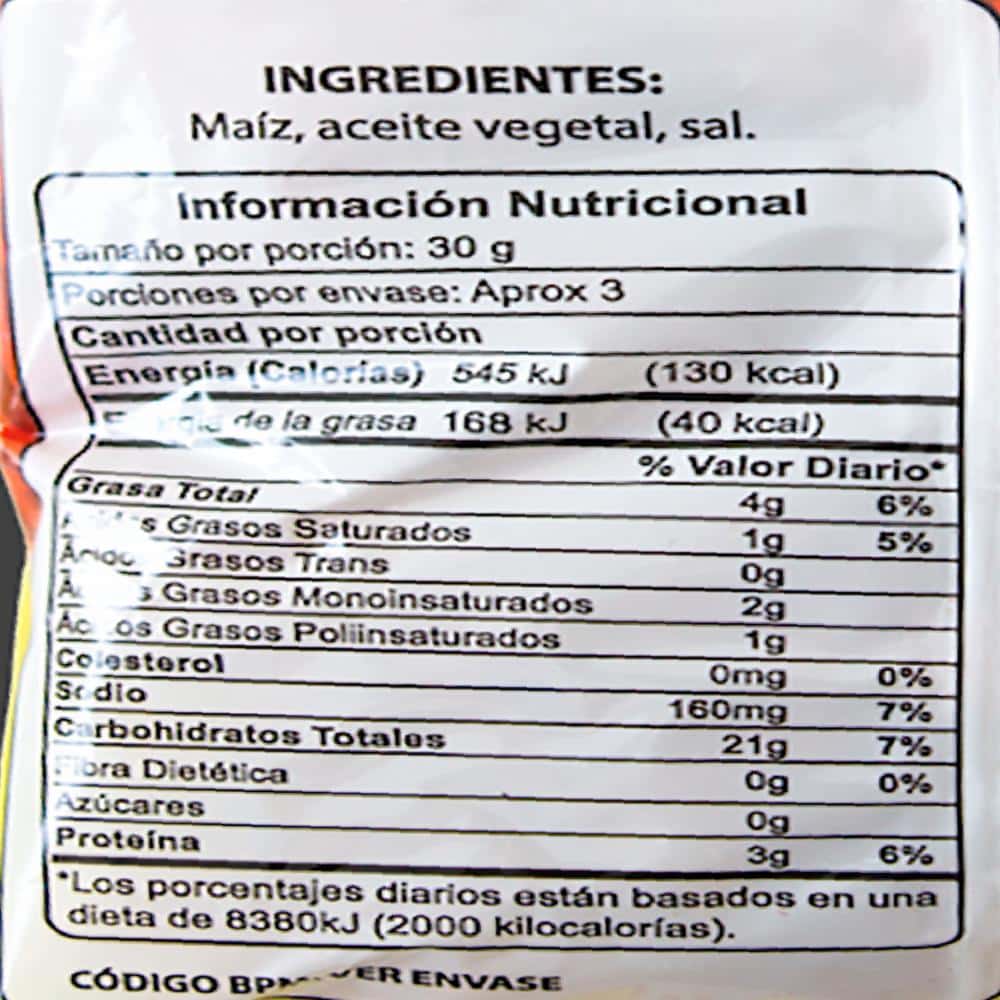 INGREDIENTES:
Maíz, aceite vegetal, sal.
Información Nutricional
Tamaño por porción: 30 g
Porciones por envase: Aprox 3
Cantidad por porción
Energía (Calorías) 545 kJ (130 kcal)
de la grasa 168 kJ (40 kcal)
% Valor Diario*
Grasa Total 4g 6%
Grasos Saturados 1g 5%
Grasos Trans 0g
Grasos Monoinsaturados 2g
Grasos Poliinsaturados 1g
Colesterol 0mg 0%
Sodio 160mg 7%
Carbohidratos Totales 21g 7%
Fibra Dietética 0g 0%
Azúcares 0g
Proteína 3g 6%
*Los porcentajes diarios están basados en una
dieta de 8380kJ (2000 kilocalorías).
CÓDIGO BPM: VER ENVASE